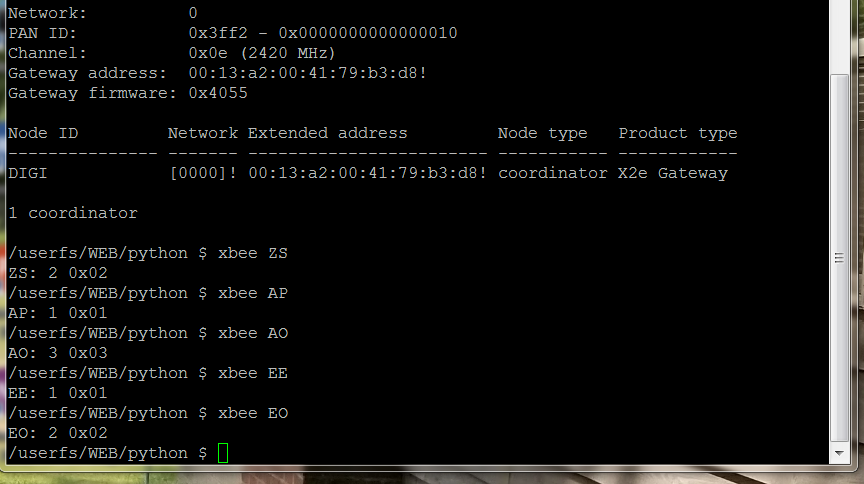 Network: 0
PAN ID: 0x3ff2 - 0x0000000000000010
Channel: 0x0e (2420 MHz)
Gateway address: 00:13:a2:00:41:79:b3:d8!
Gateway firmware: 0x4055
Node ID Network Extended address Node type Product type
--------------- ------- ------------------------ ----------- ------------
DIGI [0000]! 00:13:a2:00:41:79:b3:d8! coordinator X2e Gateway
1 coordinator
/userfs/WEB/python $ xbee ZS
ZS: 2 0x02
/userfs/WEB/python $ xbee AP
AP: 1 0x01
/userfs/WEB/python $ xbee AO
AO: 3 0x03
/userfs/WEB/python $ xbee EE
EE: 1 0x01
/userfs/WEB/python $ xbee EO
EO: 2 0x02
/userfs/WEB/python $